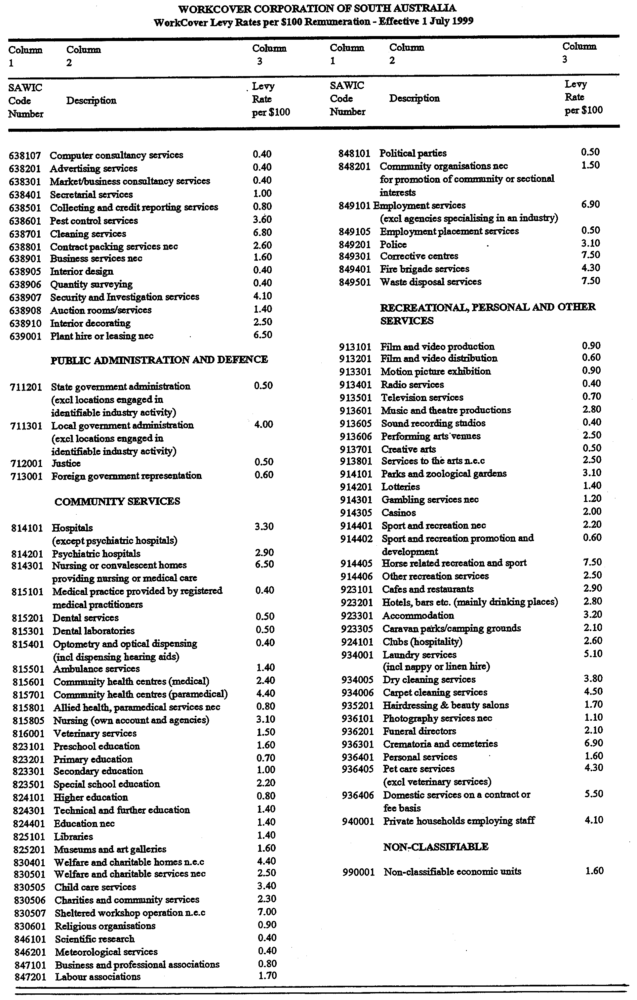 WORKCOVER CORPORATION OF SOUTH AUSTRALIA
WorkCover Levy Rates per $100 Remuneration - Effective 1 July 1999
Column 1 Column 2 Column 3 Column 1 Column 2 Column 3
SAWIC Code Number Description Levy Rate per $100 SAWIC Code Number Description Levy Rate per $100
638107 Computer consultancy services 0.40
638201 Advertising services 0.40
638301 Market/business consultancy services 0.40
638401 Secretarial services 1.00
638501 Collecting and credit reporting services 0.80
638601 Pest control services 3.60
638701 Cleaning services 6.80
638801 Contract packing services nec 2.60
638901 Business services nec 1.60
638905 Interior design 0.40
638906 Quantity surveying 0.40
638907 Security and Investigation services 4.10
638908 Auction rooms/services 1.40
638910 Interior decorating 2.50
639001 Plant hire or leasing nec 6.50
PUBLIC ADMINISTRATION AND DEFENCE
711201 State government administration 0.50
(excl locations engaged in
identifiable industry activity)
711301 Local government administration 4.00
(excl locations engaged in
identifiable industry activity)
712001 Justice 0.50
713001 Foreign government representation 0.60
COMMUNITY SERVICES
814101 Hospitals 3.30
(except psychiatric hospitals)
814201 Psychiatric hospitals 2.90
814301 Nursing or convalescent homes 6.50
providing nursing or medical care
815101 Medical practice provided by registered 0.40
medical practitioners
815201 Dental services 0.50
815301 Dental laboratories 0.50
815401 Optometry and optical dispensing 0.40
(incl dispensing hearing aids)
815501 Ambulance services 1.40
815601 Community health centres (medical) 2.40
815701 Community health centres (paramedical) 4.40
815801 Allied health, paramedical services nec 0.80
815805 Nursing (own account and agencies) 3.10
816001 Veterinary services 1.50
823101 Preschool education 1.60
823201 Primary education 0.70
823301 Secondary education 1.00
823501 Special school education 2.20
824101 Higher education 0.80
824301 Technical and further education 1.40
824401 Education nec 1.40
825101 Libraries 1.40
825201 Museums and art galleries 1.60
830401 Welfare and charitable homes n.e.c 4.40
830501 Welfare and charitable services nec 2.50
830505 Child care services 3.40
830506 Charities and community services 2.30
830507 Sheltered workshop operation n.e.c 7.00
830601 Religious organisations 0.90
846101 Scientific research 0.40
846201 Meteorological services 0.40
847101 Business and professional associations 0.80
847201 Labour associations 1.70
848101 Political parties 0.50
848201 Community organisations nec 1.50
for promotion of community or sectional
interests
849101 Employment services 6.90
(excl agencies specialising in an industry)
849105 Employment placement services 0.50
849201 Police 3.10
849301 Corrective centres 7.50
849401 Fire brigade services 4.30
849501 Waste disposal services 7.50
RECREATIONAL, PERSONAL AND OTHER
SERVICES
913101 Film and video production 0.90
913201 Film and video distribution 0.60
913301 Motion picture exhibition 0.90
913401 Radio services 0.40
913501 Television services 0.70
913601 Music and theatre productions 2.80
913605 Sound recording studios 0.40
913606 Performing arts venues 2.50
913701 Creative arts 0.50
913801 Services to the arts n.e.c 2.50
914101 Parks and zoological gardens 3.10
914201 Lotteries 1.40
914301 Gambling services nec 1.20
914305 Casinos 2.00
914401 Sport and recreation nec 2.20
914402 Sport and recreation promotion and 0.60
development
914405 Horse related recreation and sport 7.50
914406 Other recreation services 2.50
923101 Cafes and restaurants 2.90
923201 Hotels, bars etc. (mainly drinking places) 2.80
923301 Accommodation 3.20
923305 Caravan parks/camping grounds 2.10
924101 Clubs (hospitality) 2.60
934001 Laundry services 5.10
(incl nappy or linen hire)
934005 Dry cleaning services 3.80
934006 Carpet cleaning services 4.50
935201 Hairdressing & beauty salons 1.70
936101 Photography services nec 1.10
936201 Funeral directors 2.10
936301 Crematoria and cemeteries 6.90
936401 Personal services 1.60
936405 Pet care services 4.30
(excl veterinary services)
936406 Domestic services on a contract or 5.50
fee basis
940001 Private households employing staff 4.10
NON-CLASSIFIABLE
990001 Non-classifiable economic units 1.60